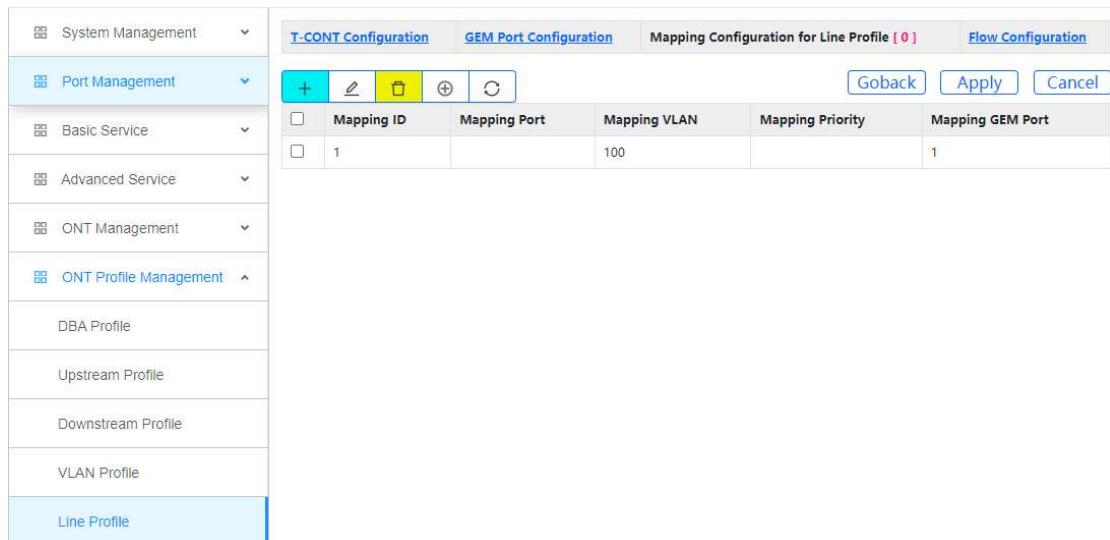 System Management
Port Management
Basic Service
Advanced Service
ONT Management
ONT Profile Management
DBA Profile
Upstream Profile
Downstream Profile
VLAN Profile
Line Profile
T-CONT Configuration GEM Port Configuration Mapping Configuration for Line Profile [ 0 ] Flow Configuration
Goback Apply Cancel
Mapping ID Mapping Port Mapping VLAN Mapping Priority Mapping GEM Port
1 100 1